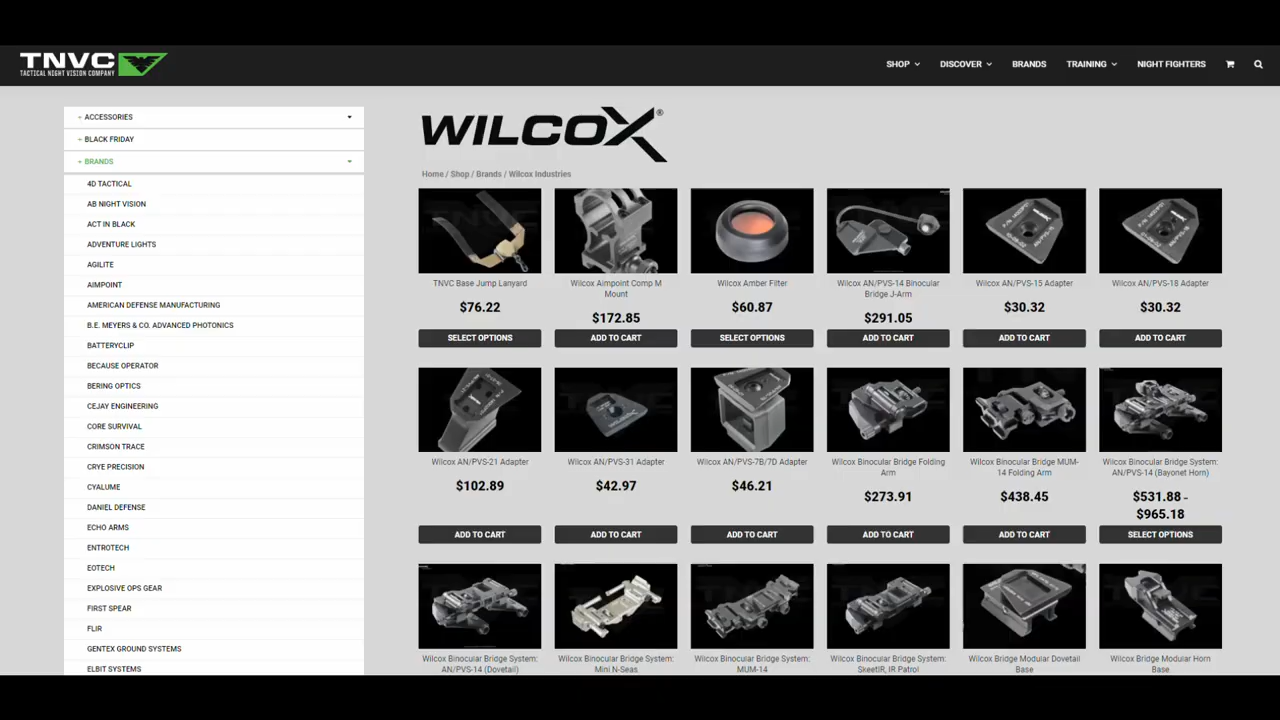 TNVC
TACTICAL NIGHT VISION COMPANY
SHOP
DISCOVER
BRANDS
TRAINING
NIGHT FIGHTERS
+ ACCESSORIES
+ BLACK FRIDAY
+ BRANDS
4D TACTICAL
AB NIGHT VISION
ACT IN BLACK
ADVENTURE LIGHTS
AGILITE
AIMPOINT
AMERICAN DEFENSE MANUFACTURING
B.E. MEYERS & CO. ADVANCED PHOTONICS
BATTERYCLIP
BECAUSE OPERATOR
BERING OPTICS
CEJAY ENGINEERING
CORE SURVIVAL
CRIMSON TRACE
CRYE PRECISION
CYALUME
DANIEL DEFENSE
ECHO ARMS
ENTROTECH
EOTECH
EXPLOSIVE OPS GEAR
FIRST SPEAR
FLIR
GENTEX GROUND SYSTEMS
ELBIT SYSTEMS
WILCOX®
Home / Shop / Brands / Wilcox Industries
TNVC Base Jump Lanyard
$76.22
SELECT OPTIONS
Wilcox Aimpoint Comp M
Mount
$172.85
ADD TO CART
Wilcox Amber Filter
$60.87
SELECT OPTIONS
Wilcox AN/PVS-14 Binocular
Bridge J-Arm
$291.05
ADD TO CART
Wilcox AN/PVS-15 Adapter
$30.32
ADD TO CART
Wilcox AN/PVS-18 Adapter
$30.32
ADD TO CART
Wilcox AN/PVS-21 Adapter
$102.89
ADD TO CART
Wilcox AN/PVS-31 Adapter
$42.97
ADD TO CART
Wilcox AN/PVS-7B/7D Adapter
$46.21
ADD TO CART
Wilcox Binocular Bridge Folding
Arm
$273.91
ADD TO CART
Wilcox Binocular Bridge MUM-
14 Folding Arm
$438.45
ADD TO CART
Wilcox Binocular Bridge System:
AN/PVS-14 (Bayonet Horn)
$531.88 -
$965.18
SELECT OPTIONS
Wilcox Binocular Bridge System:
AN/PVS-14 (Dovetail)
Wilcox Binocular Bridge System:
Mini N-Seas
Wilcox Binocular Bridge System:
MUM-14
Wilcox Binocular Bridge System:
SkeetIR, IR Patrol
Wilcox Bridge Modular Dovetail
Base
Wilcox Bridge Modular Horn
Base